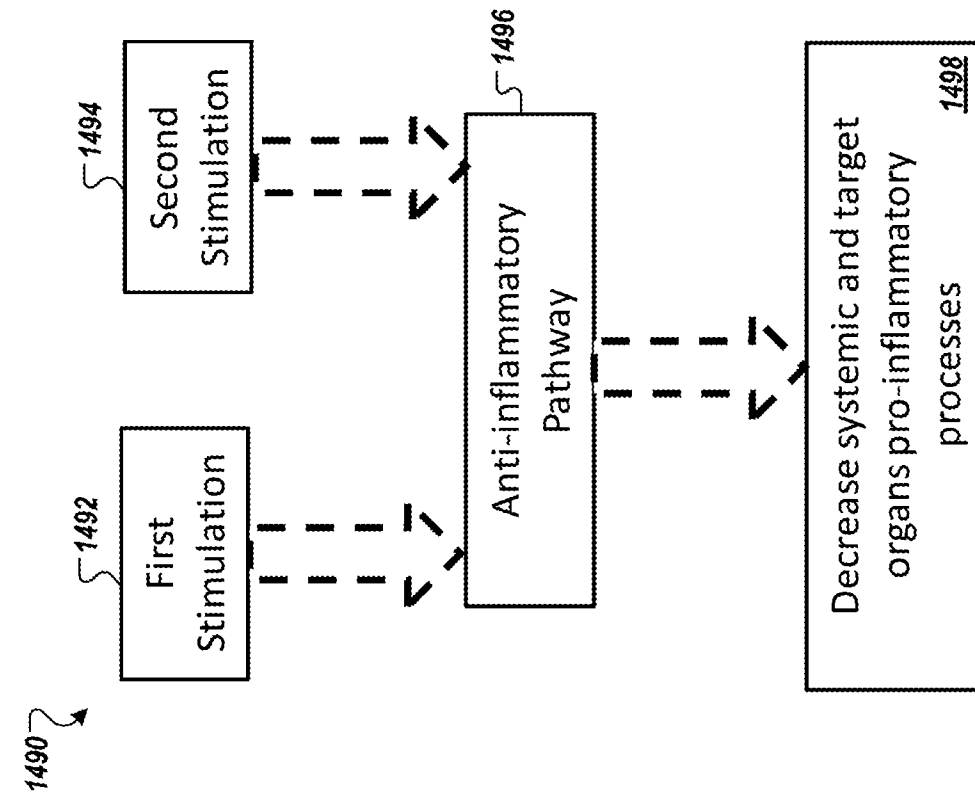 1490
1492
First
Stimulation
1494
Second
Stimulation
1496
Anti-inflammatory
Pathway
Decrease systemic and target
organs pro-inflammatory
processes
1498